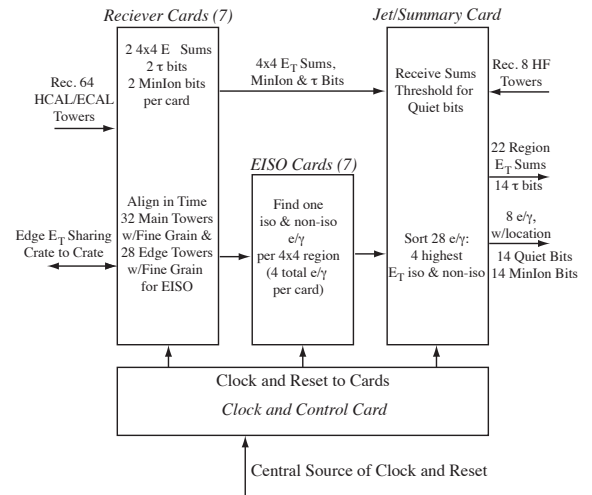 Reciever Cards (7)
Jet/Summary Card
2 4x4 E Sums
2 τ bits
2 MinIon bits
per card
Rec. 64
HCAL/ECAL
Towers
4x4 E_T Sums,
MinIon & τ Bits
Receive Sums
Threshold for
Quiet bits
Rec. 8 HF
Towers
EISO Cards (7)
22 Region
E_T Sums
14 τ bits
Align in Time
32 Main Towers
w/Fine Grain &
28 Edge Towers
w/Fine Grain
for EISO
Edge E_T Sharing
Crate to Crate
Find one
iso & non-iso
e/γ
per 4x4 region
(4 total e/γ
per card)
Sort 28 e/γ:
4 highest
E_T iso & non-iso
8 e/γ,
w/location
14 Quiet Bits
14 MinIon Bits
Clock and Reset to Cards
Clock and Control Card
Central Source of Clock and Reset